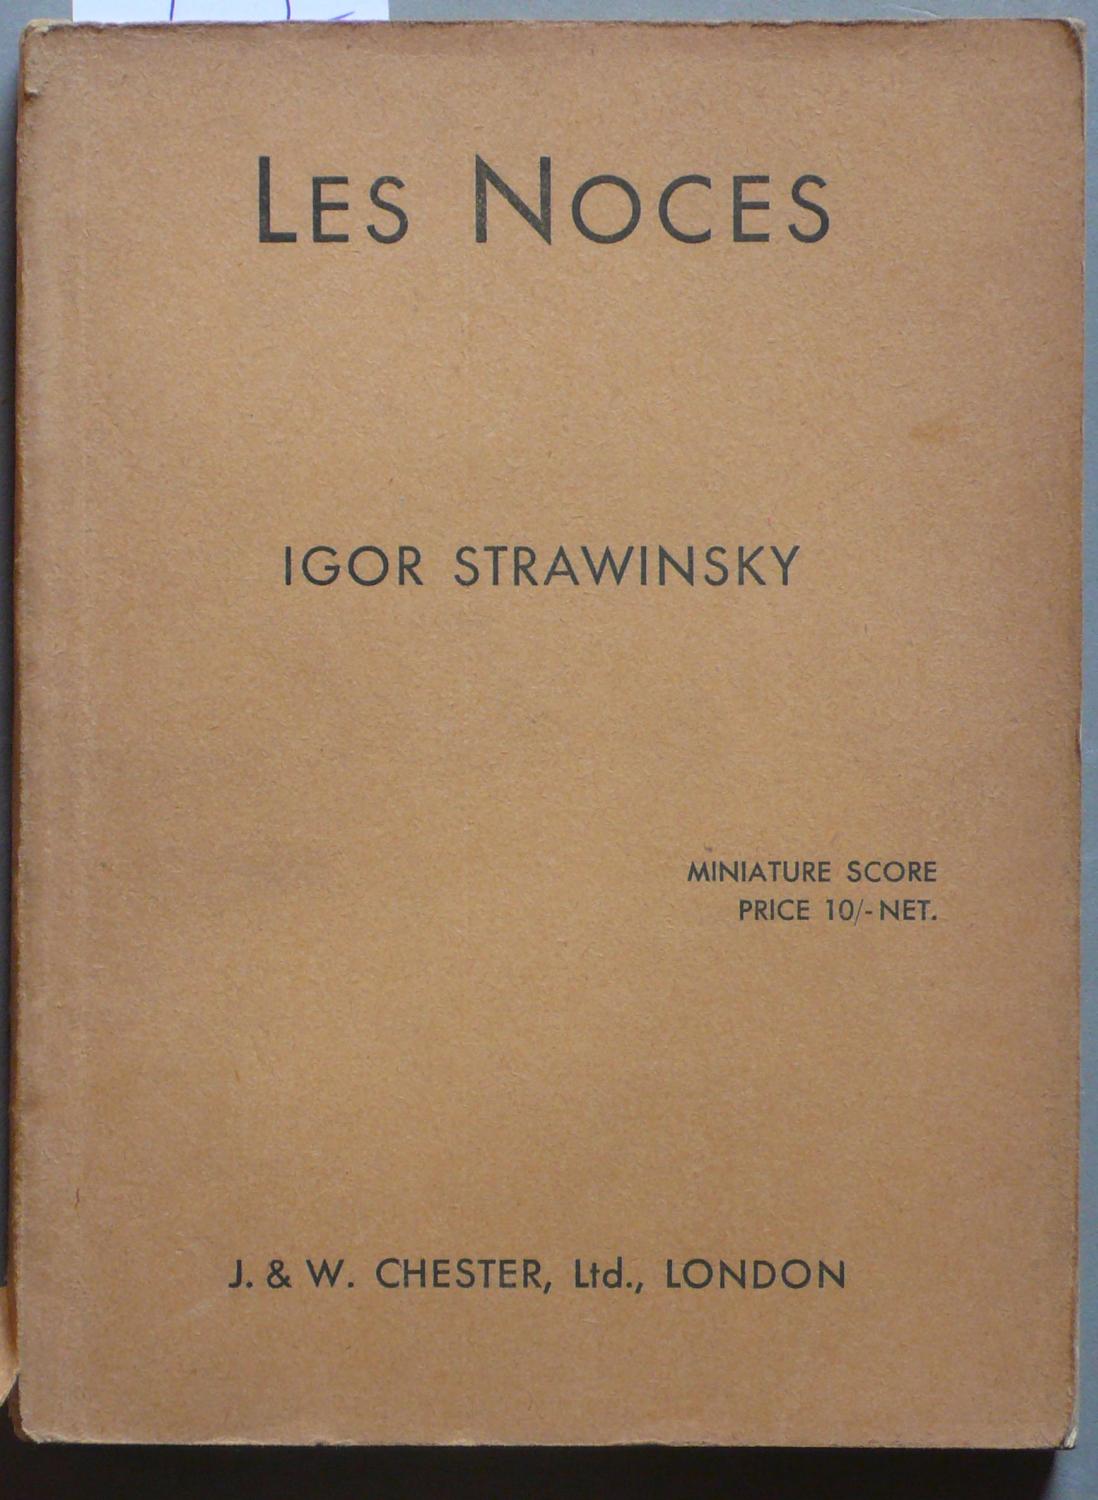 LES NOCES
IGOR STRAWINSKY
MINIATURE SCORE
PRICE 10/- NET.
J. & W. CHESTER, Ltd., LONDON